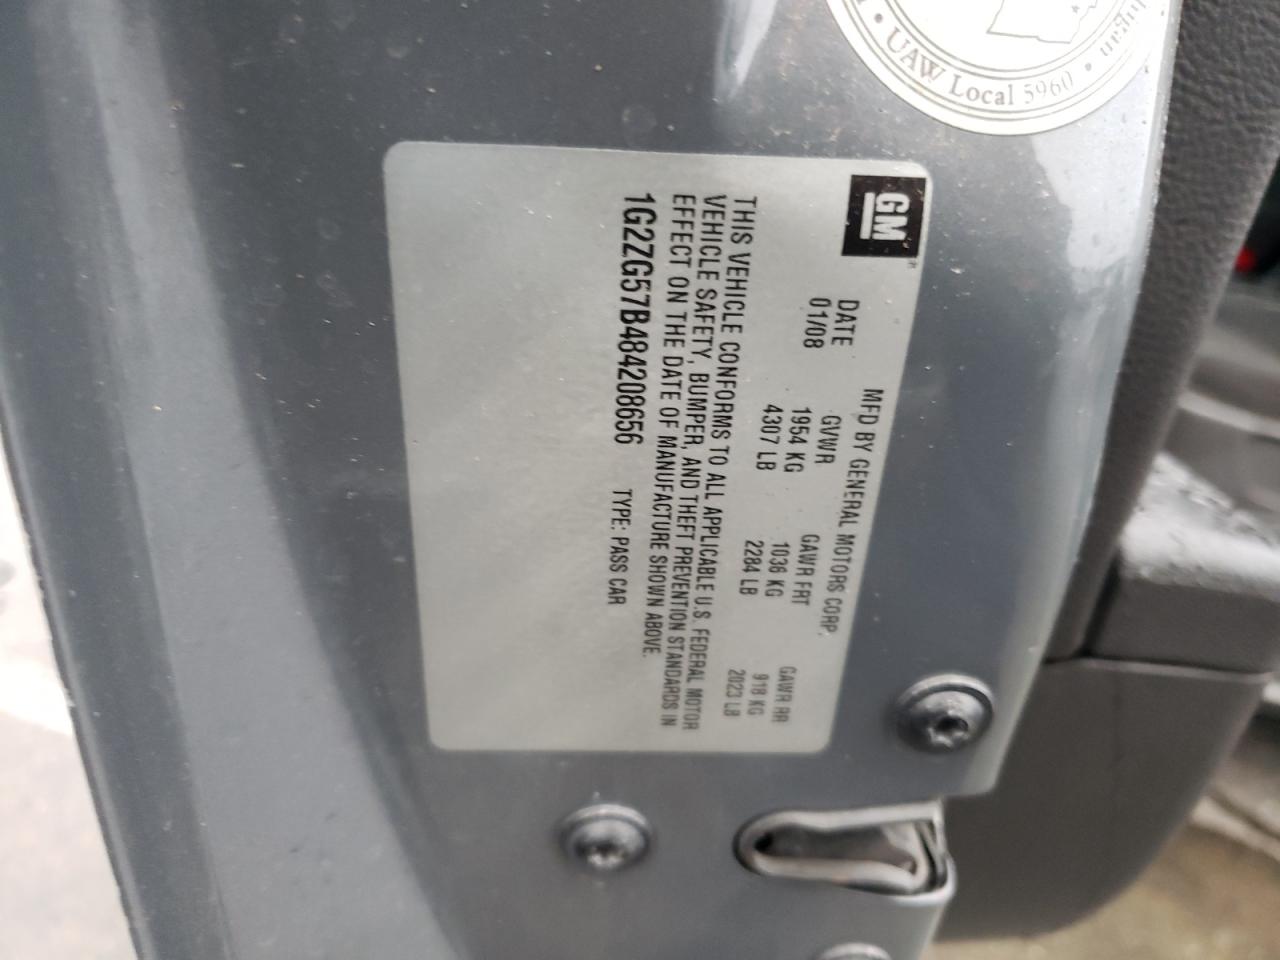 UAW Local 5960
GM
MFD BY GENERAL MOTORS CORP.
DATE GVWR GAWR FRT GAWR RR
01/08 1954 KG 1036 KG 918 KG
4307 LB 2284 LB 2023 LB
THIS VEHICLE CONFORMS TO ALL APPLICABLE U.S. FEDERAL MOTOR
VEHICLE SAFETY, BUMPER, AND THEFT PREVENTION STANDARDS IN
EFFECT ON THE DATE OF MANUFACTURE SHOWN ABOVE.
1G2ZG57B484208656 TYPE: PASS CAR